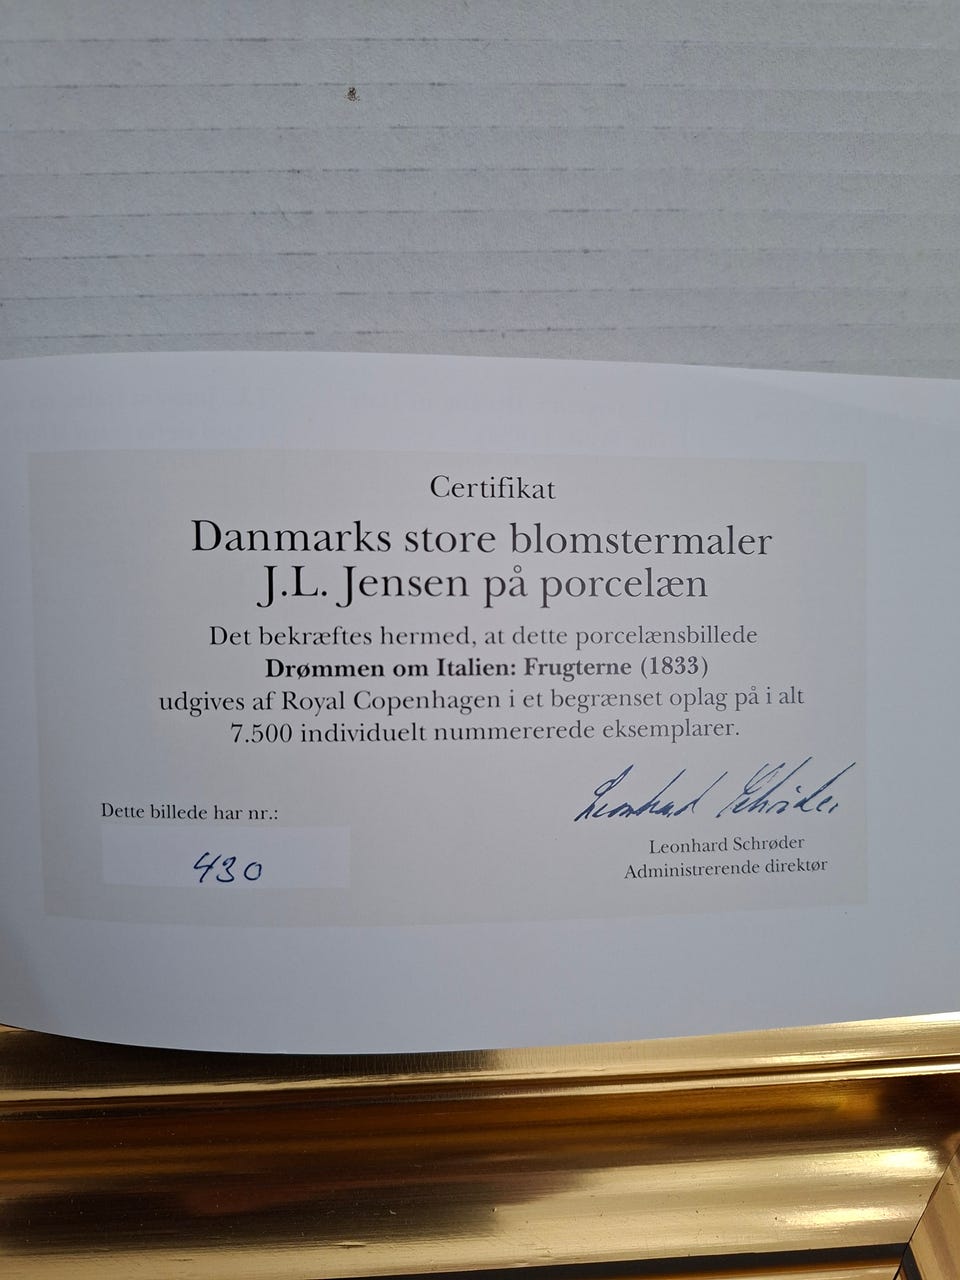 Certifikat
Danmarks store blomstermaler
J.L. Jensen på porcelæn
Det bekræftes hermed, at dette porcelænsbillede
Drømmen om Italien: Frugterne (1833)
udgives af Royal Copenhagen i et begrænset oplag på i alt
7.500 individuelt nummererede eksemplarer.
Leonhard Schrøder
Dette billede har nr.:
430
Leonhard Schrøder
Administrerende direktør